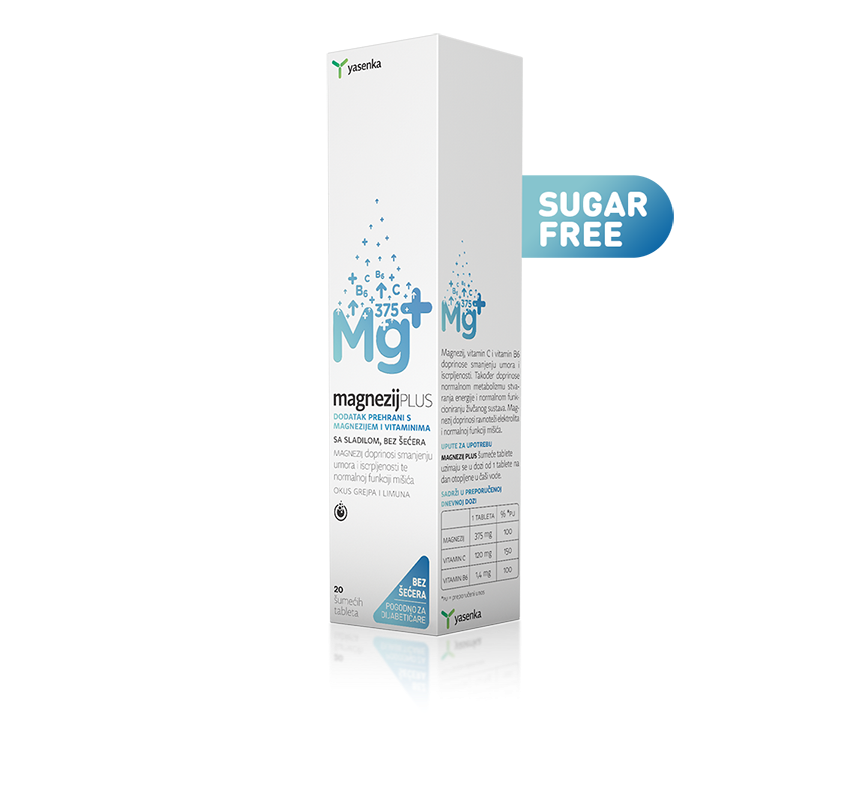 yasenka
C B6
B6 C
375
Mg+
magnezijPLUS
DODATAK PREHRANI S
MAGNEZIJEM I VITAMINIMA
SA SLADILOM, BEZ ŠEĆERA
MAGNEZIJ doprinosi smanjenju
umora i iscrpljenosti te
normalnoj funkciji mišića
OKUS GREJPA I LIMUNA
20
šumećih
tableta
BEZ
ŠEĆERA
POGODNO ZA
DIJABETIČARE
B6 C
375
Mg+
Magnezij, vitamin C i vitamin B6
doprinose smanjenju umora i
iscrpljenosti. Također doprinose
normalnom metabolizmu stva-
ranja energije i normalnom funk-
cioniranju živčanog sustava. Mag-
nezij doprinosi ravnoteži elektrolita
i normalnoj funkciji mišića.
UPUTE ZA UPOTREBU
MAGNEZIJ PLUS šumeće tablete
uzimaju se u dozi od 1 tablete na
dan otopljene u čaši vode.
SADRŽI U PREPORUČENOJ
DNEVNOJ DOZI
1 TABLETA % *PU
MAGNEZIJ 375 mg 100
VITAMIN C 120 mg 150
VITAMIN B6 1,4 mg 100
*PU = preporučeni unos
yasenka
SUGAR
FREE